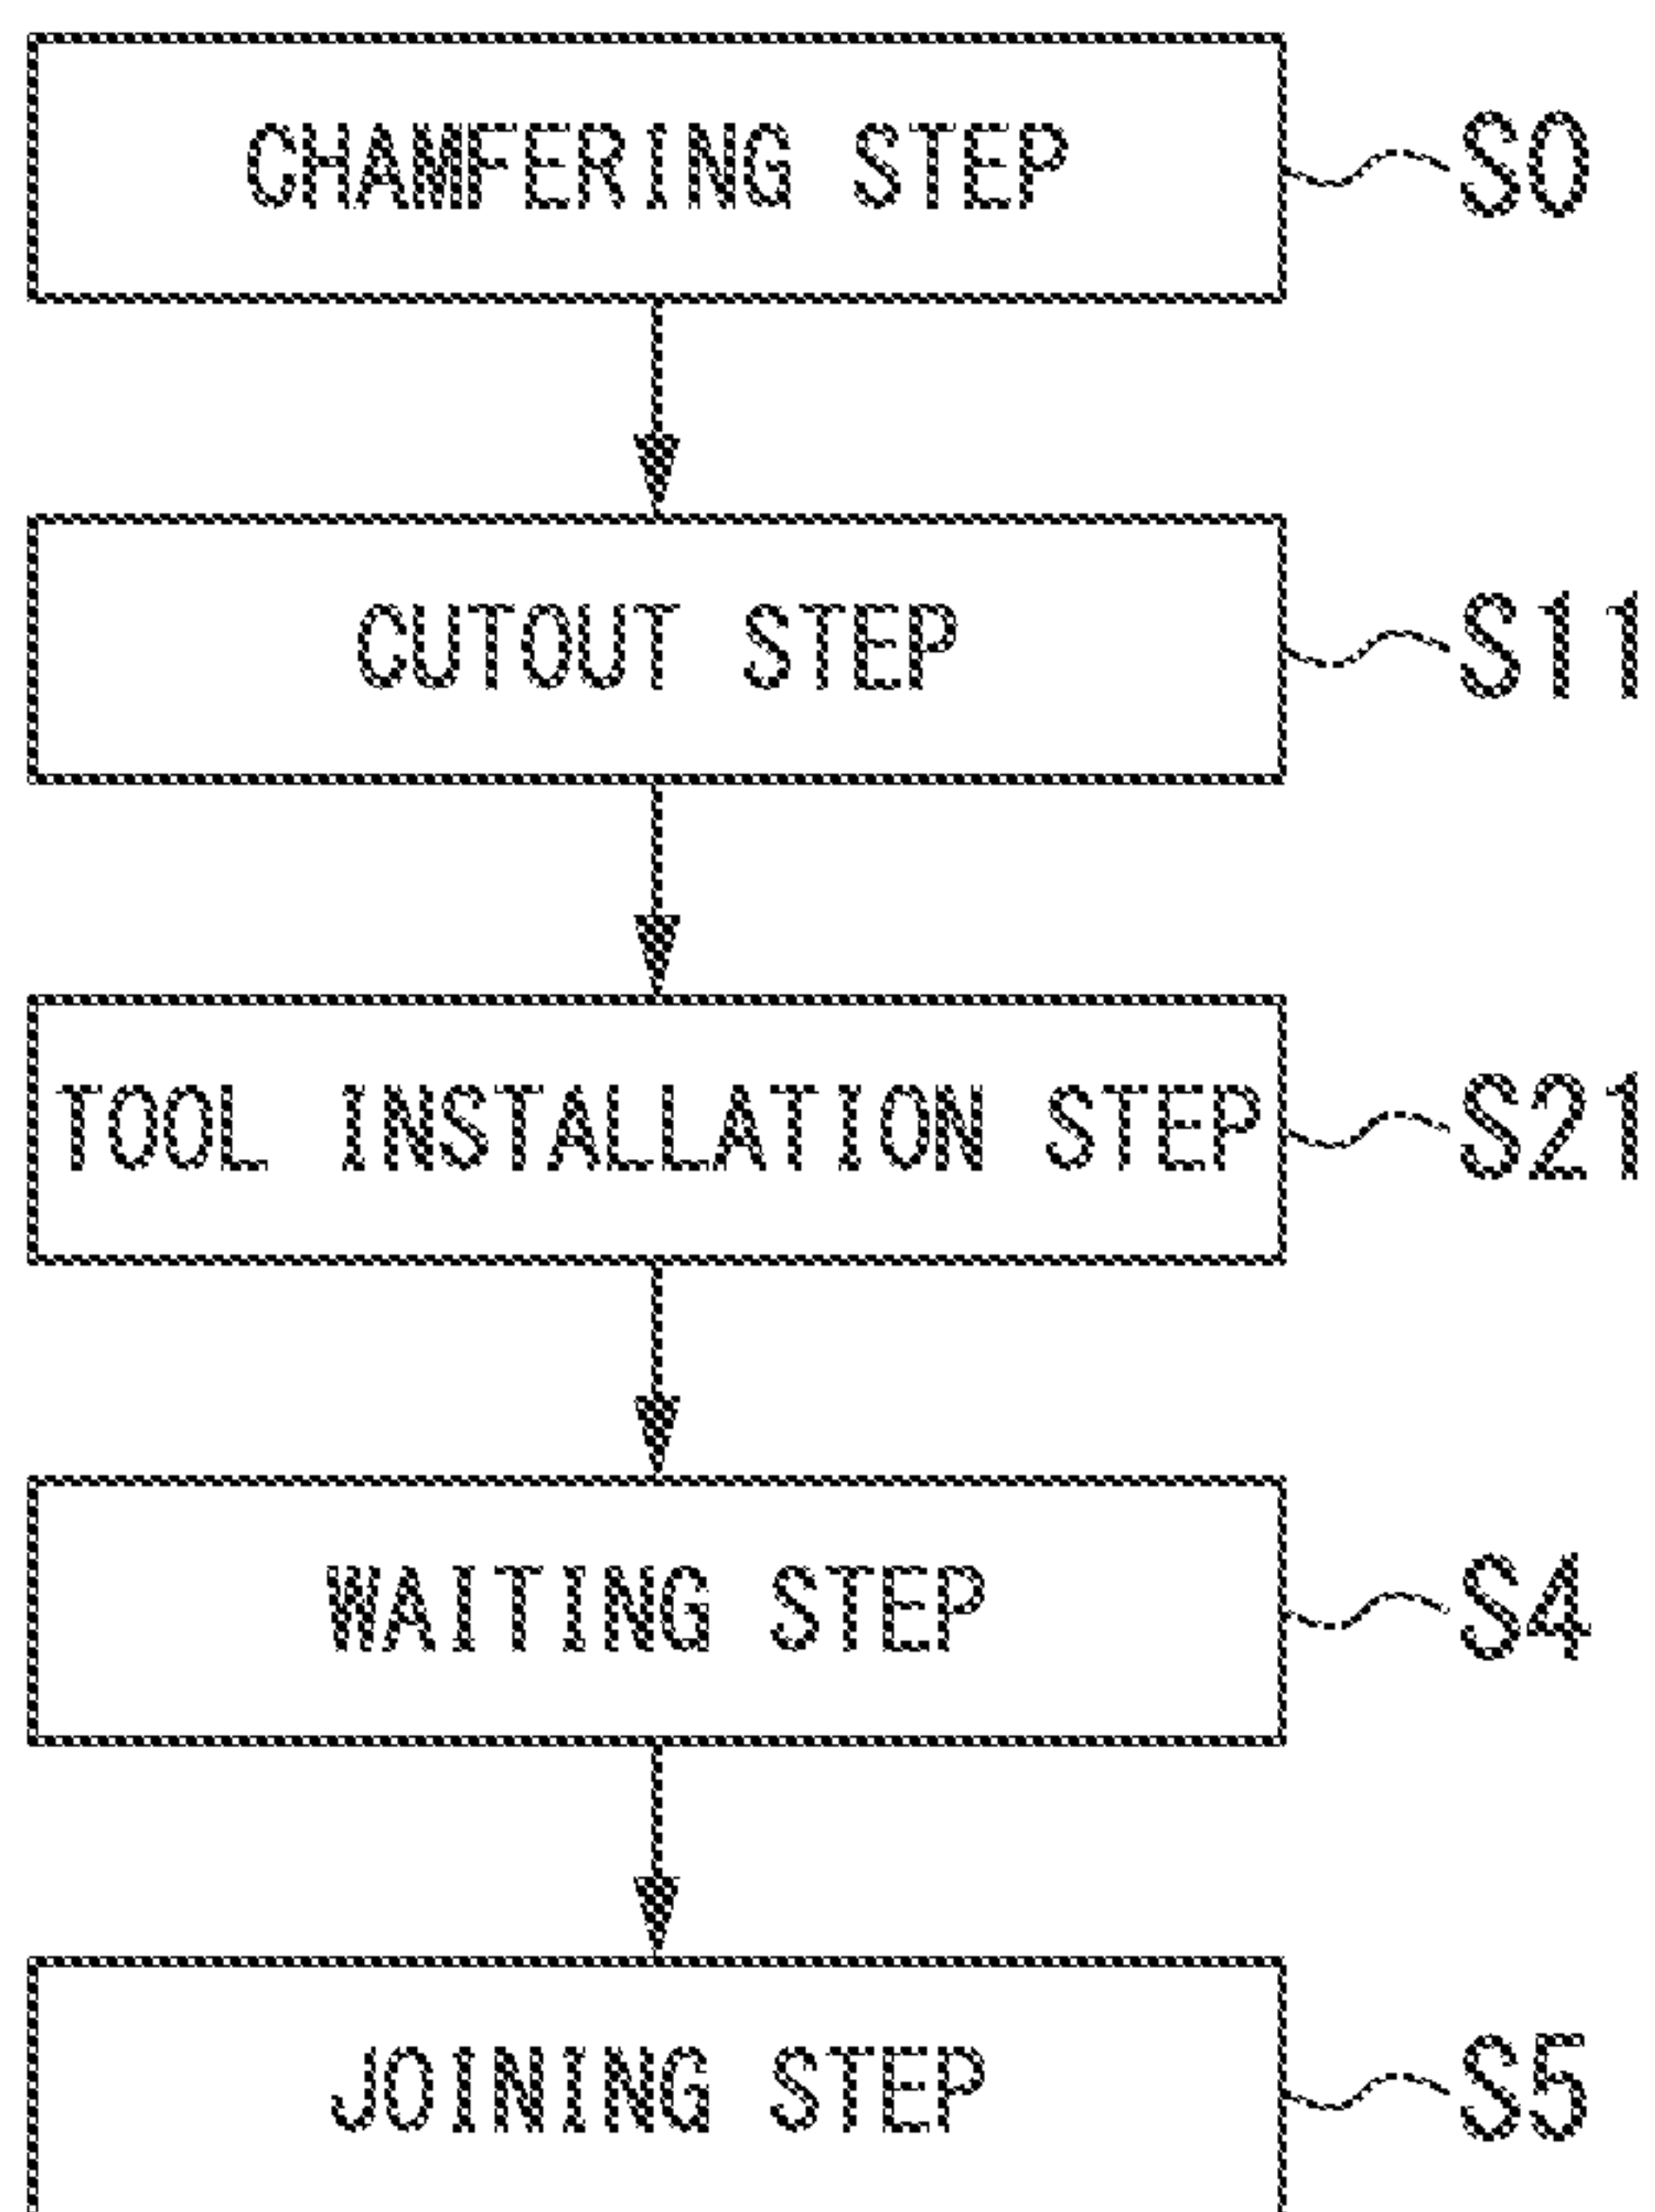 CHAMFERING STEP S0
CUTOUT STEP S11
TOOL INSTALLATION STEP S21
WAITING STEP S4
JOINING STEP S5